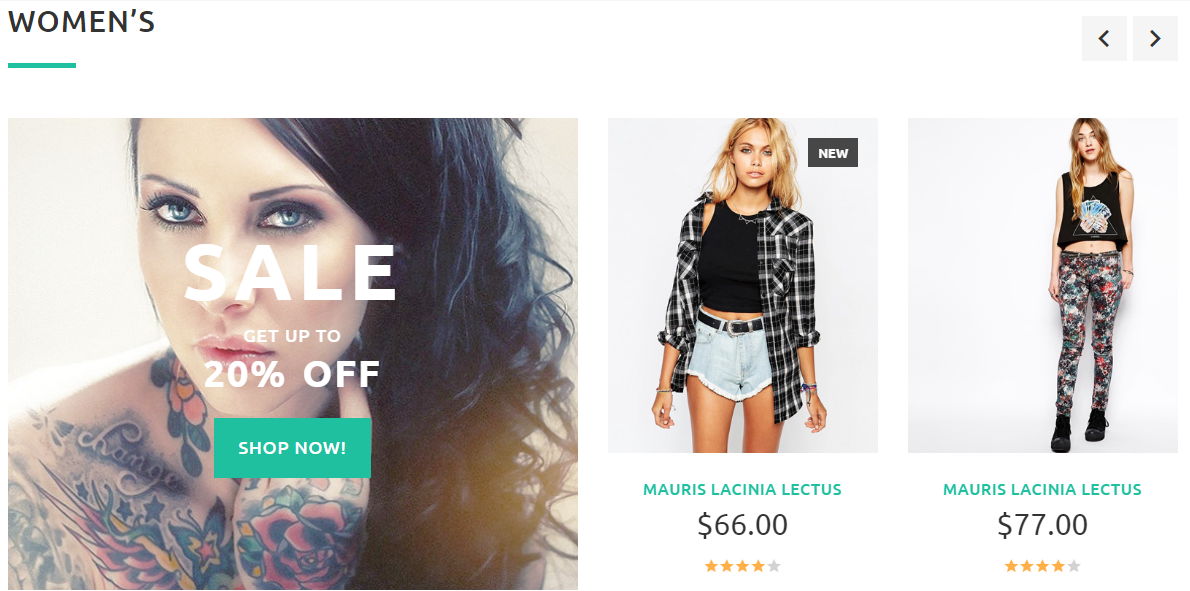 WOMEN’S
SALE
GET UP TO
20% OFF
SHOP NOW!
change
NEW
MAURIS LACINIA LECTUS
$66.00
MAURIS LACINIA LECTUS
$77.00